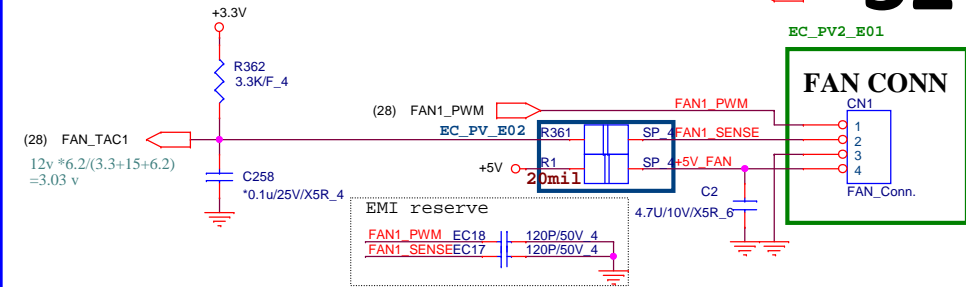 +3.3V
EC_PV2_E01
R362
3.3K/F_4
FAN CONN
CN1
(28) FAN1_PWM
FAN1_PWM
1
(28) FAN_TAC1
EC_PV_E02
R361
SP_4
FAN1_SENSE
2
3
12v *6.2/(3.3+15+6.2)
=3.03 v
+5V
R1
SP_4
+5V_FAN
4
20mil
FAN_Conn.
C258
*0.1u/25V/X5R_4
C2
4.7U/10V/X5R_6
EMI reserve
FAN1_PWM EC18 120P/50V_4
FAN1_SENSE EC17 120P/50V_4